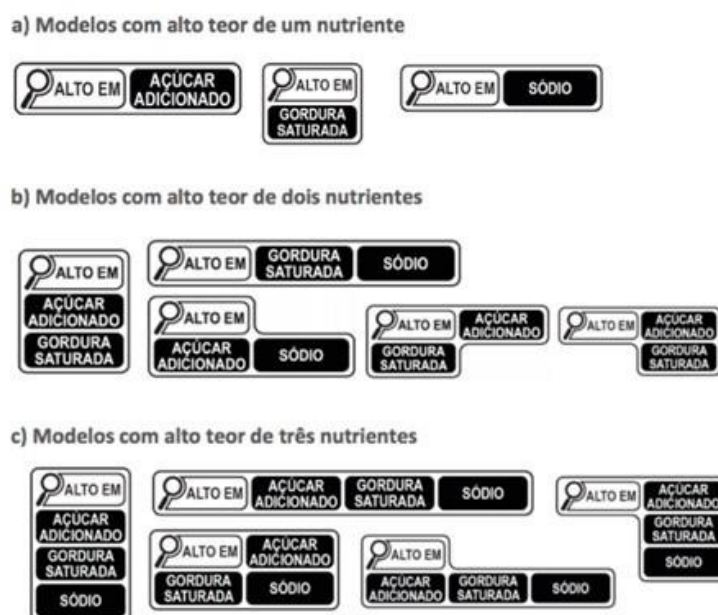 a) Modelos com alto teor de um nutriente
ALTO EM AÇÚCAR ADICIONADO
ALTO EM
GORDURA SATURADA
ALTO EM SÓDIO
b) Modelos com alto teor de dois nutrientes
ALTO EM
AÇÚCAR ADICIONADO
GORDURA SATURADA
ALTO EM GORDURA SATURADA SÓDIO
ALTO EM
AÇÚCAR ADICIONADO SÓDIO
ALTO EM AÇÚCAR ADICIONADO
GORDURA SATURADA
ALTO EM AÇÚCAR ADICIONADO
GORDURA SATURADA
c) Modelos com alto teor de três nutrientes
ALTO EM
AÇÚCAR ADICIONADO
GORDURA SATURADA
SÓDIO
ALTO EM AÇÚCAR ADICIONADO GORDURA SATURADA SÓDIO
ALTO EM AÇÚCAR ADICIONADO
GORDURA SATURADA SÓDIO
ALTO EM
AÇÚCAR ADICIONADO GORDURA SATURADA SÓDIO
ALTO EM AÇÚCAR ADICIONADO
GORDURA SATURADA
SÓDIO